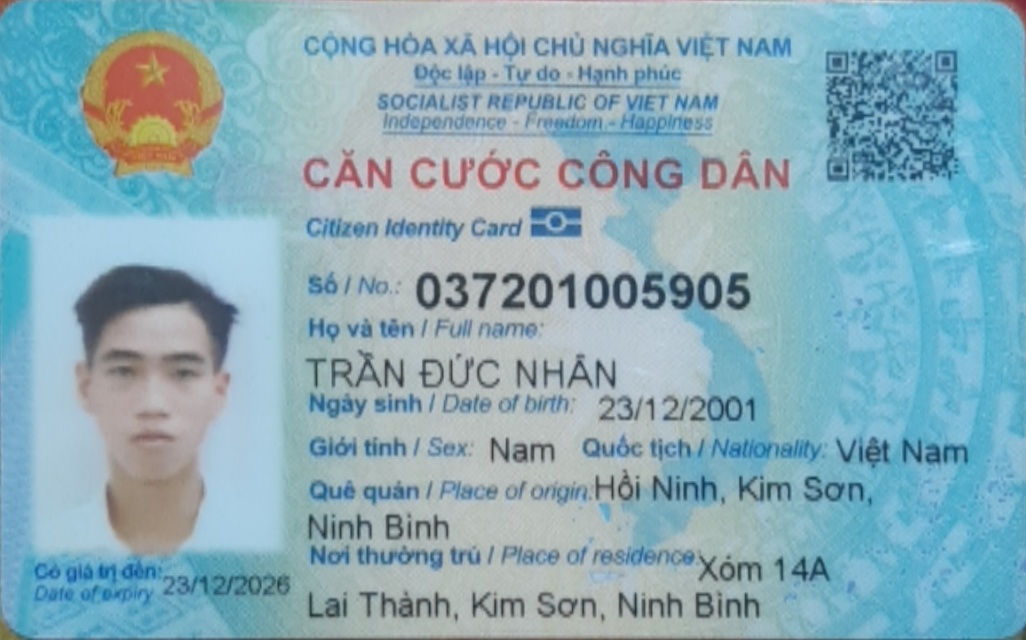 CỘNG HÒA XÃ HỘI CHỦ NGHĨA VIỆT NAM
Độc lập - Tự do - Hạnh phúc
SOCIALIST REPUBLIC OF VIET NAM
Independence - Freedom - Happiness
CĂN CƯỚC CÔNG DÂN
Citizen Identity Card
Số / No.: 037201005905
Họ và tên / Full name:
TRẦN ĐỨC NHÂN
Ngày sinh / Date of birth: 23/12/2001
Giới tính / Sex: Nam Quốc tịch / Nationality: Việt Nam
Quê quán / Place of origin: Hồi Ninh, Kim Sơn,
Ninh Bình
Nơi thường trú / Place of residence: Xóm 14A
Lai Thành, Kim Sơn, Ninh Bình
Có giá trị đến: 23/12/2026
Date of expiry